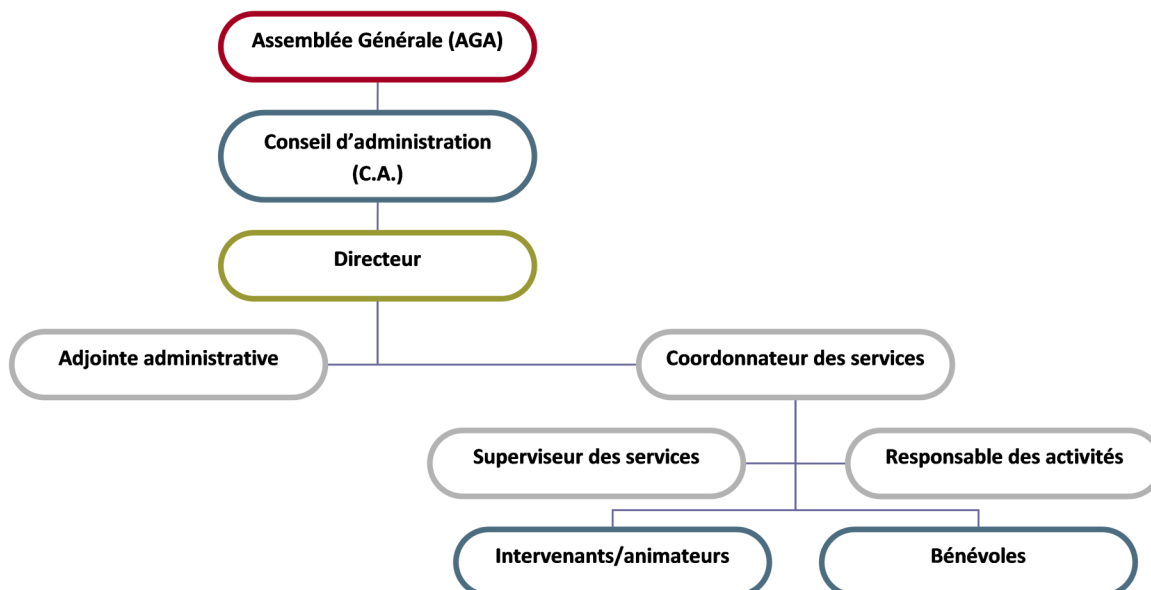 Assemblée Générale (AGA)
Conseil d’administration
(C.A.)
Directeur
Adjointe administrative
Coordonnateur des services
Superviseur des services
Responsable des activités
Intervenants/animateurs
Bénévoles